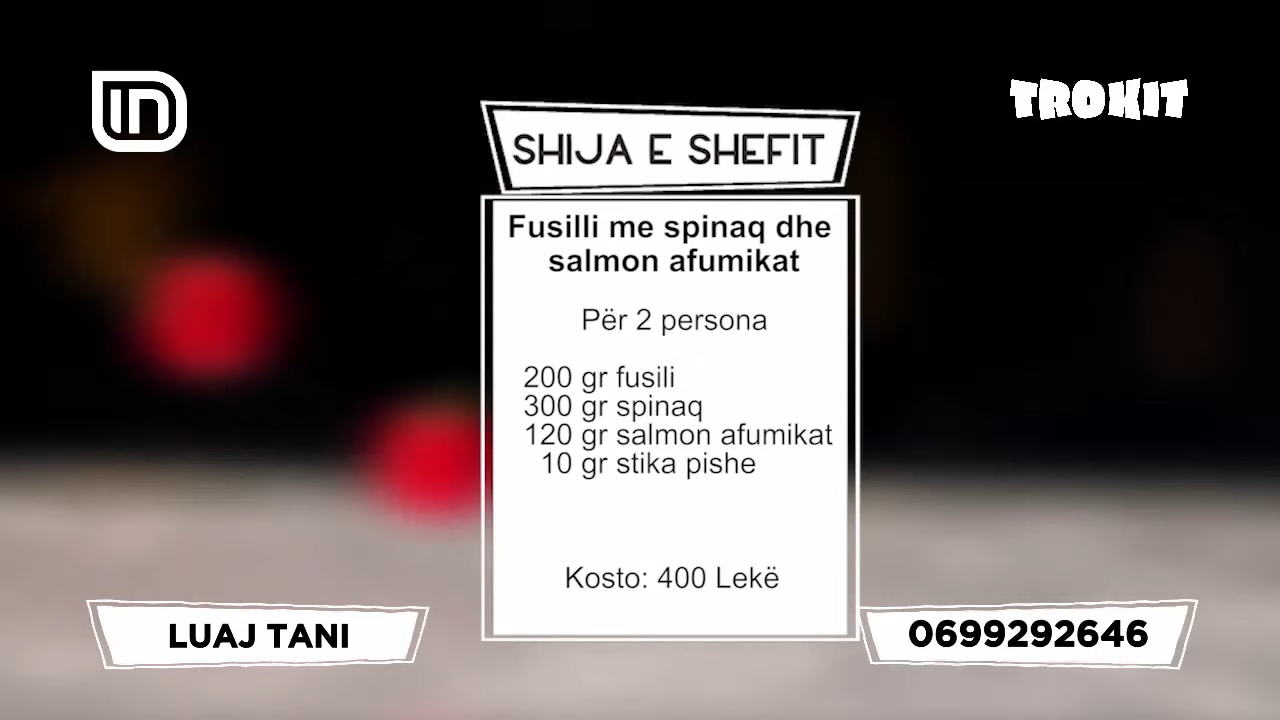 IN
TROKIT
SHIJA E SHEFIT
Fusilli me spinaq dhe
salmon afumikat
Për 2 persona
200 gr fusili
300 gr spinaq
120 gr salmon afumikat
10 gr stika pishe
Kosto: 400 Lekë
LUAJ TANI
0699292646